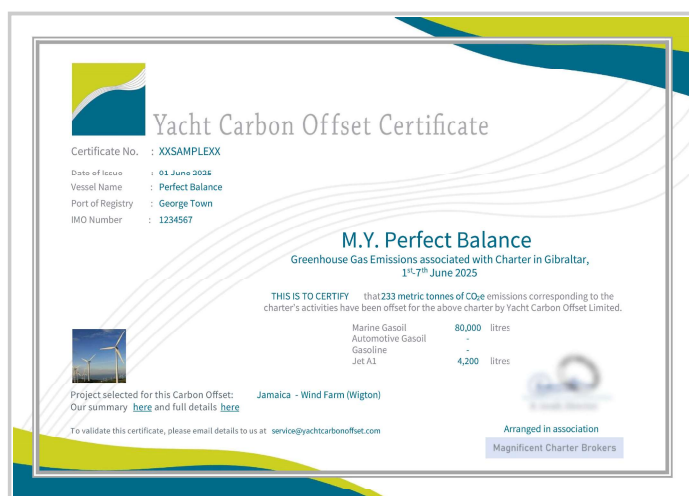 Yacht Carbon Offset Certificate
Certificate No. : XXSAMPLEXX
Date of Issue : 01 June 2025
Vessel Name : Perfect Balance
Port of Registry : George Town
IMO Number : 1234567
M.Y. Perfect Balance
Greenhouse Gas Emissions associated with Charter in Gibraltar,
1st-7th June 2025
THIS IS TO CERTIFY that 233 metric tonnes of CO₂e emissions corresponding to the
charter's activities have been offset for the above charter by Yacht Carbon Offset Limited.
Marine Gasoil 80,000 litres
Automotive Gasoil -
Gasoline -
Jet A1 4,200 litres
Project selected for this Carbon Offset: Jamaica - Wind Farm (Wigton)
Our summary here and full details here
To validate this certificate, please email details to us at service@yachtcarbonoffset.com
Arranged in association
Magnificent Charter Brokers